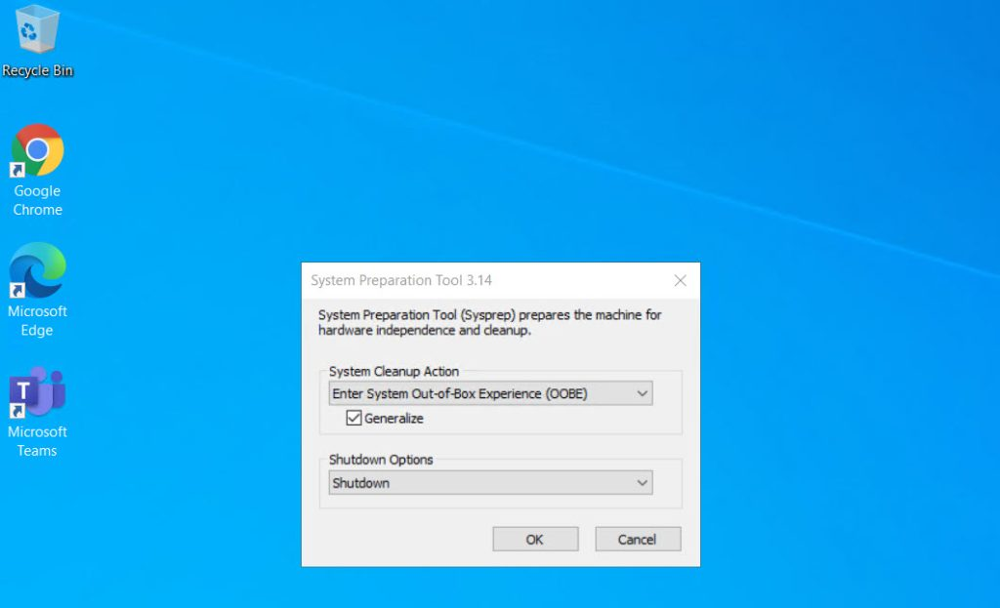 Recycle Bin
Google
Chrome
Microsoft
Edge
T
Microsoft
Teams
System Preparation Tool 3.14
System Preparation Tool (Sysprep) prepares the machine for
hardware independence and cleanup.
System Cleanup Action
Enter System Out-of-Box Experience (OOBE)
Generalize
Shutdown Options
Shutdown
OK Cancel